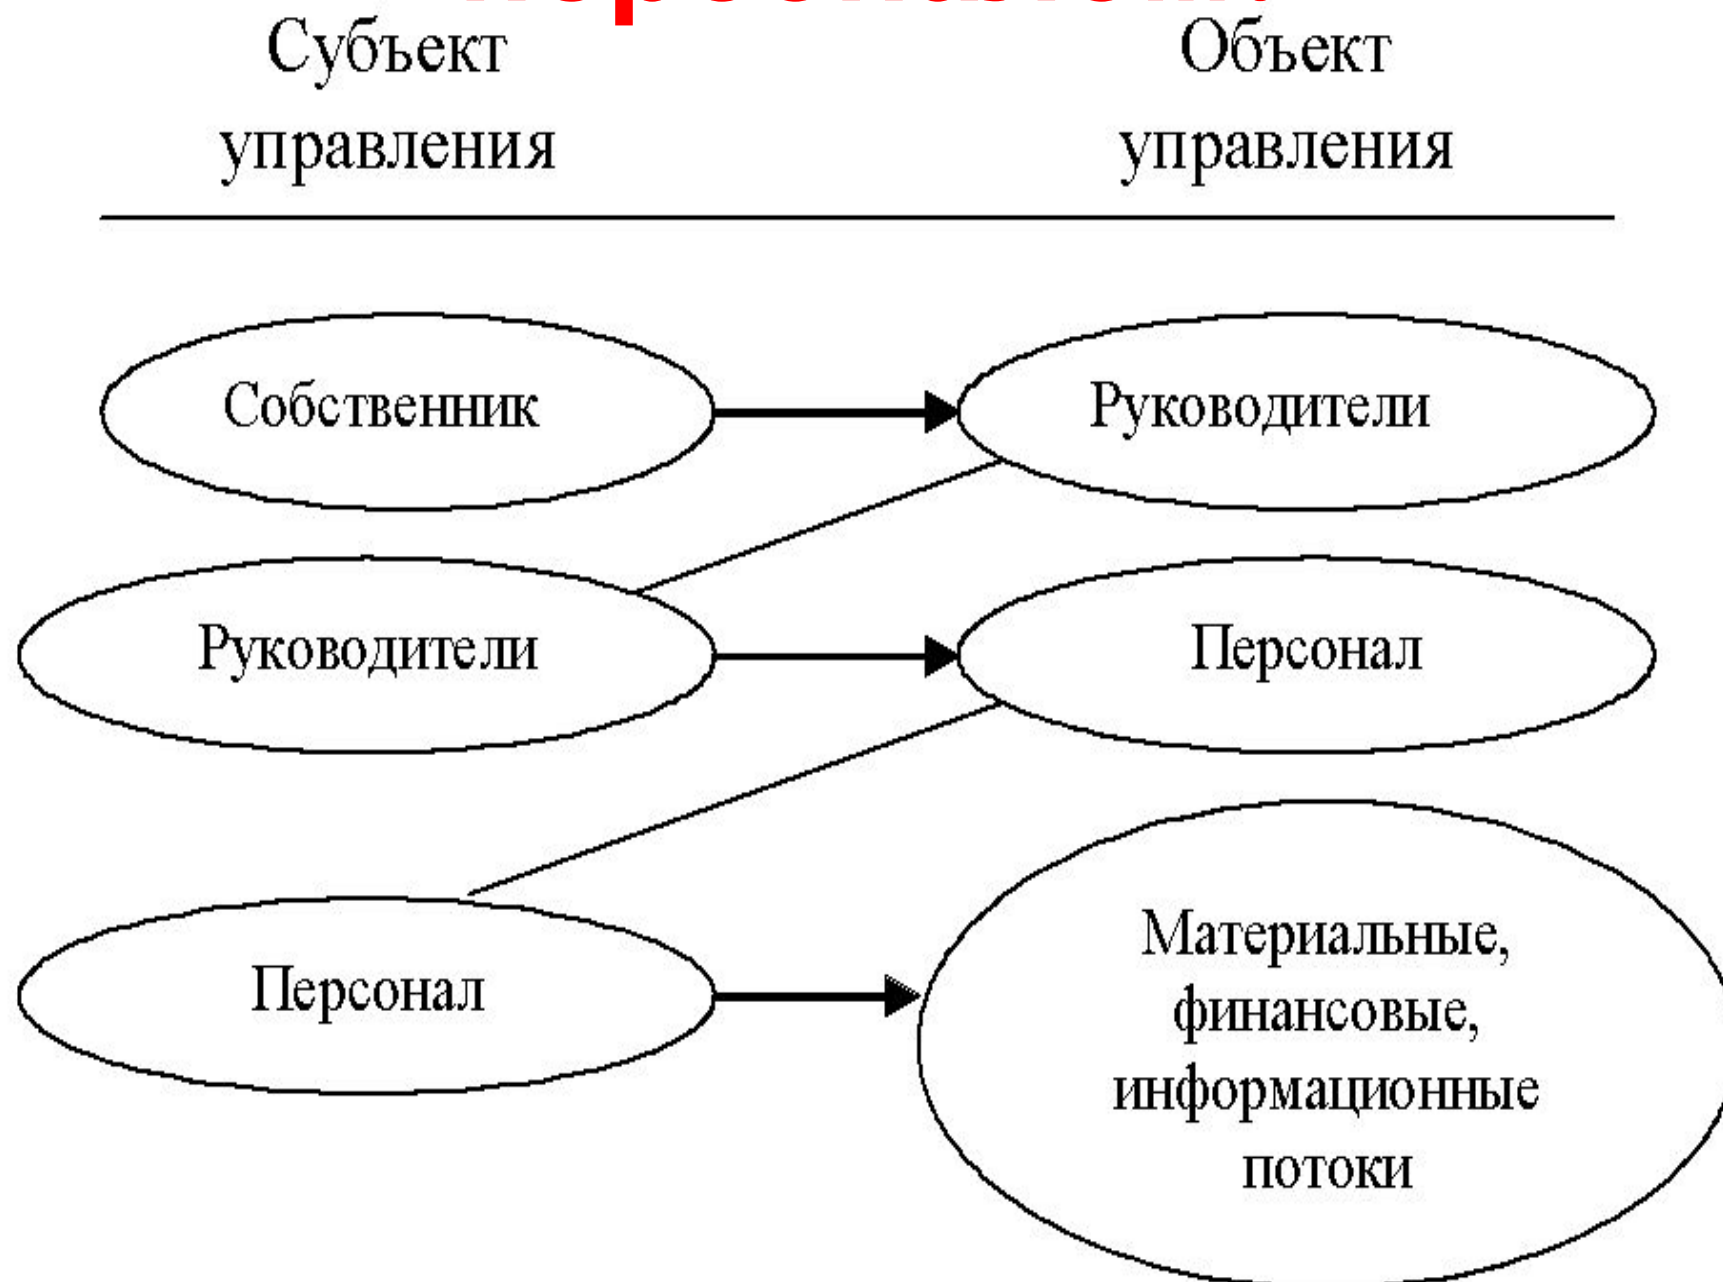 Субъект
управления
Объект
управления
Собственник
Руководители
Руководители
Персонал
Персонал
Материальные,
финансовые,
информационные
потоки